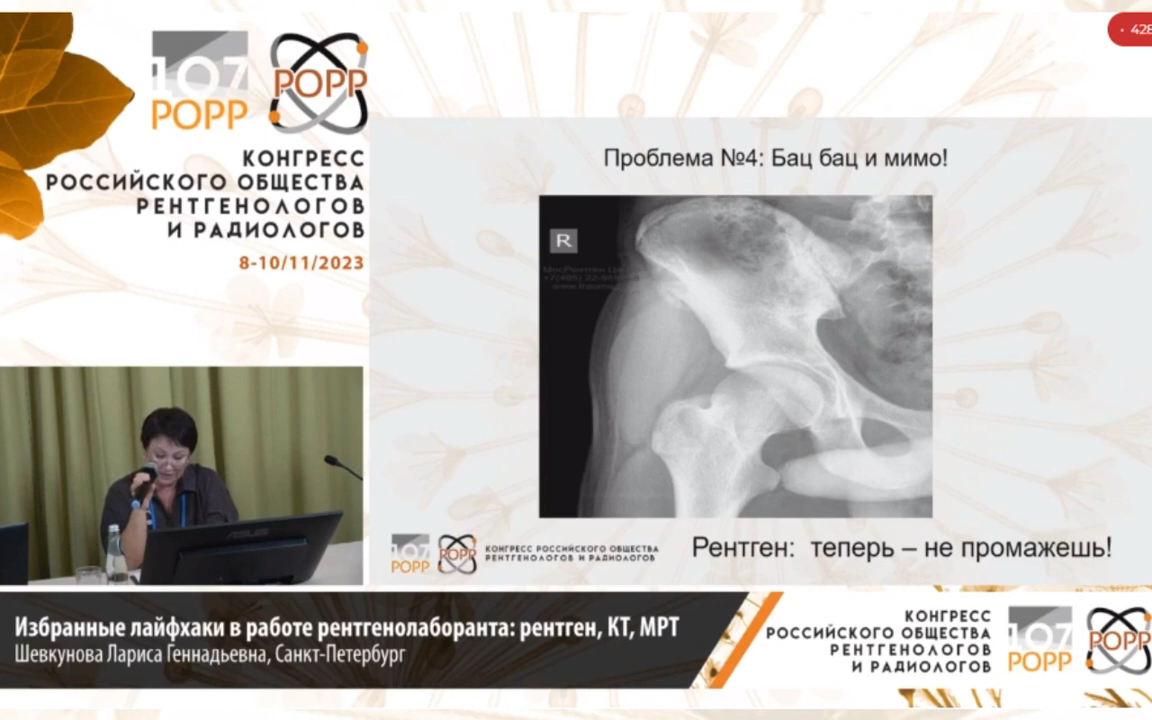 107
РОРР
РОРР
КОНГРЕСС
РОССИЙСКОГО ОБЩЕСТВА
РЕНТГЕНОЛОГОВ
И РАДИОЛОГОВ
8-10/11/2023
428
Проблема №4: Бац бац и мимо!
R
107
РОРР
РОРР
КОНГРЕСС РОССИЙСКОГО ОБЩЕСТВА
РЕНТГЕНОЛОГОВ И РАДИОЛОГОВ
Рентген: теперь – не промажешь!
ASUS
Избранные лайфхаки в работе рентгенолаборанта: рентген, КТ, МРТ
Шевкунова Лариса Геннадьевна, Санкт-Петербург
КОНГРЕСС
РОССИЙСКОГО ОБЩЕСТВА
РЕНТГЕНОЛОГОВ
И РАДИОЛОГОВ
107
РОРР
РОРР